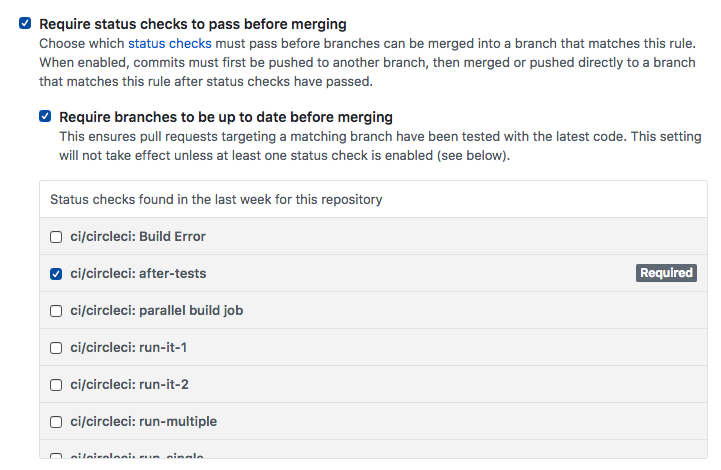 Require status checks to pass before merging
Choose which status checks must pass before branches can be merged into a branch that matches this rule.
When enabled, commits must first be pushed to another branch, then merged or pushed directly to a branch
that matches this rule after status checks have passed.
Require branches to be up to date before merging
This ensures pull requests targeting a matching branch have been tested with the latest code. This setting
will not take effect unless at least one status check is enabled (see below).
Status checks found in the last week for this repository
ci/circleci: Build Error
ci/circleci: after-tests Required
ci/circleci: parallel build job
ci/circleci: run-it-1
ci/circleci: run-it-2
ci/circleci: run-multiple
ci/circleci: run-single